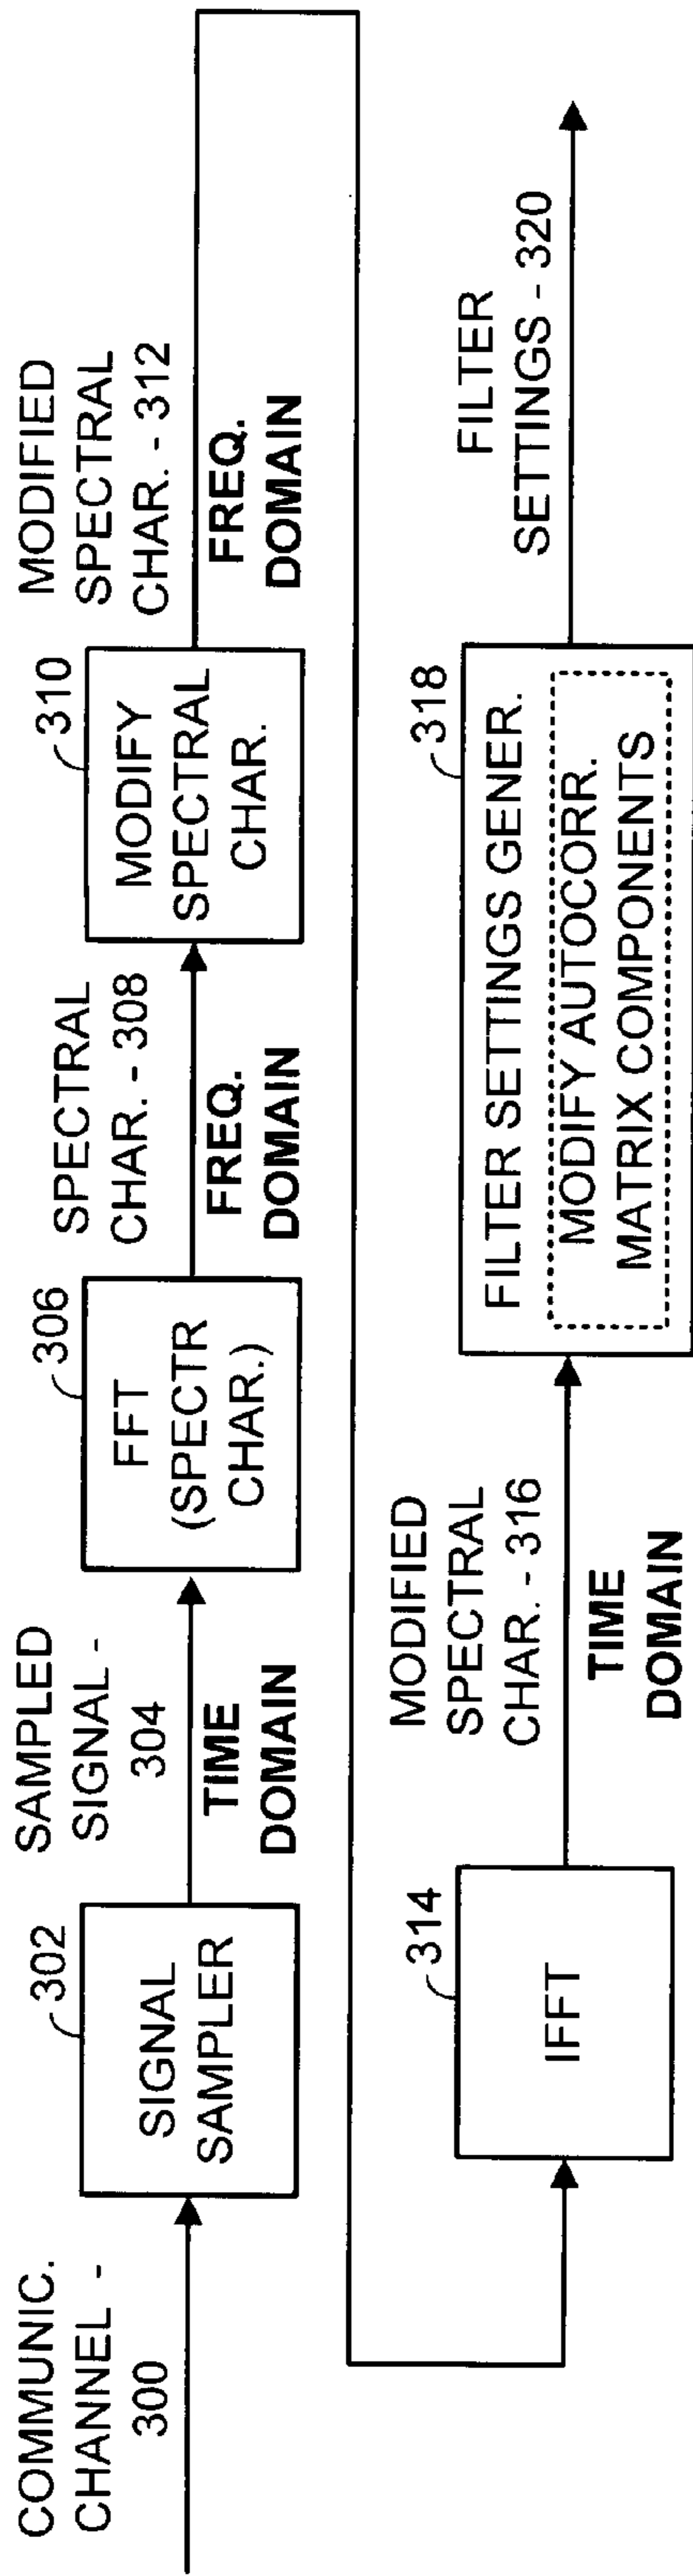 COMMUNIC.
CHANNEL -
300
302
SIGNAL
SAMPLER
SAMPLED
SIGNAL-
304
TIME
DOMAIN
306
FFT
(SPECTR
CHAR.)
SPECTRAL
CHAR. - 308
FREQ.
DOMAIN
310
MODIFY
SPECTRAL
CHAR.
MODIFIED
SPECTRAL
CHAR. - 312
FREQ.
DOMAIN
314
IFFT
MODIFIED
SPECTRAL
CHAR. - 316
TIME
DOMAIN
318
FILTER SETTINGS GENER.
MODIFY AUTOCORR.
MATRIX COMPONENTS
FILTER
SETTINGS - 320